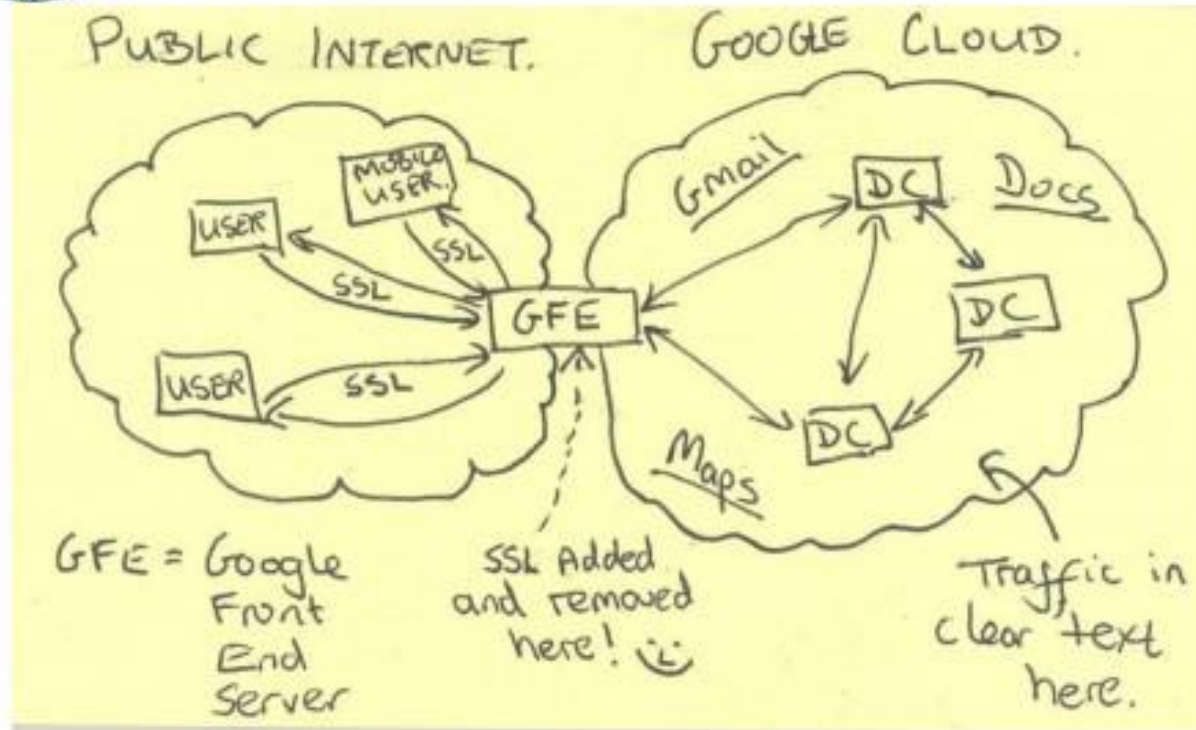 PUBLIC INTERNET.
GOOGLE CLOUD.
MOBILE
USER.
USER
SSL
SSL
USER
SSL
GFE
Gmail
DC
Docs
DC
DC
Maps
GFE = Google
Front
End
Server
SSL Added
and removed
here!
Traffic in
clear text
here.